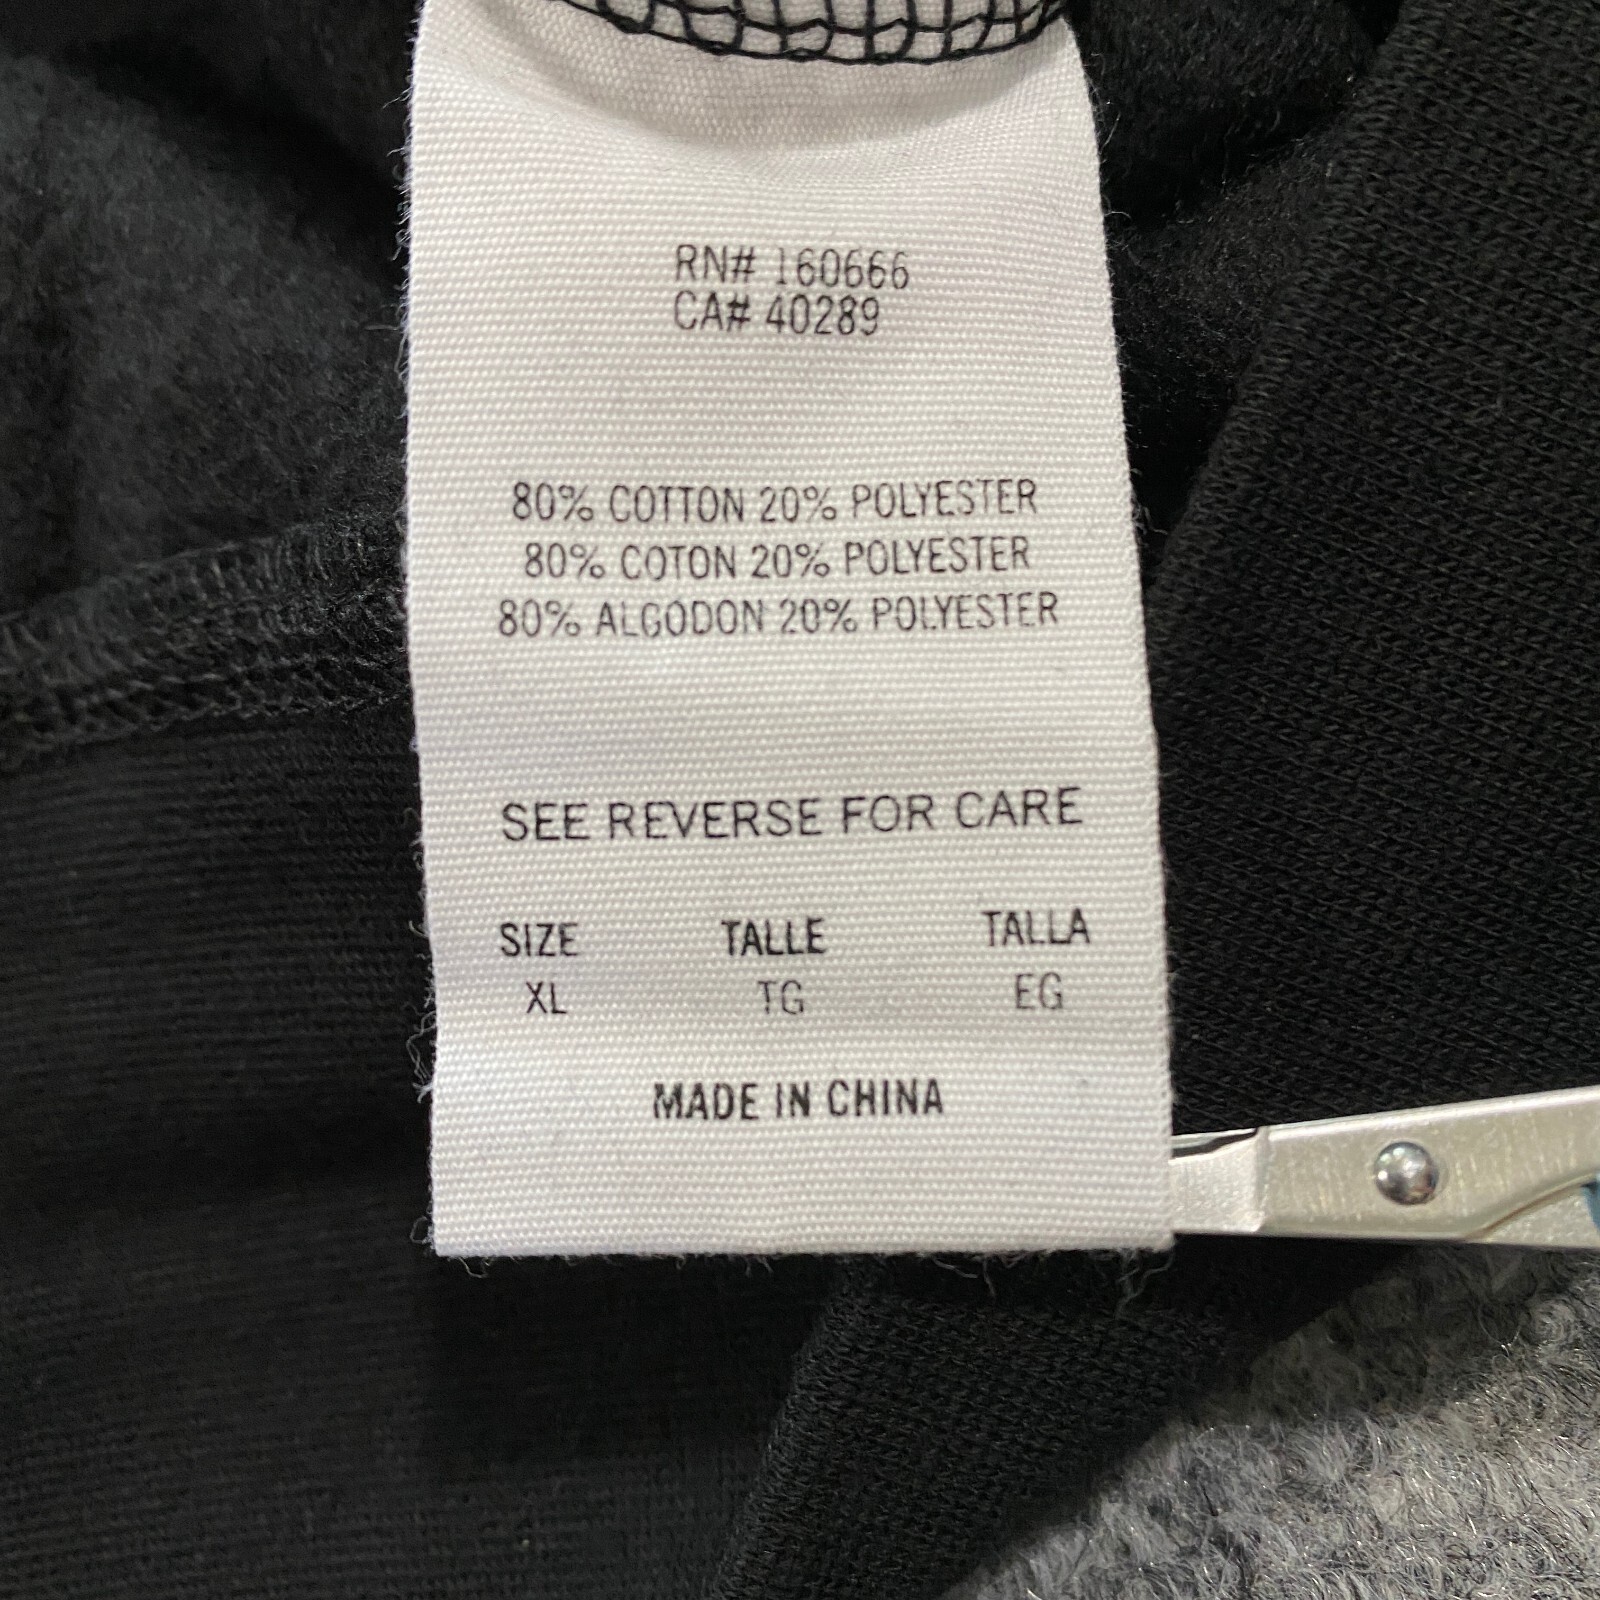 RN# 160666
CA# 40289
80% COTTON 20% POLYESTER
80% COTON 20% POLYESTER
80% ALGODON 20% POLYESTER
SEE REVERSE FOR CARE
SIZE TALLE TALLA
XL TG EG
MADE IN CHINA